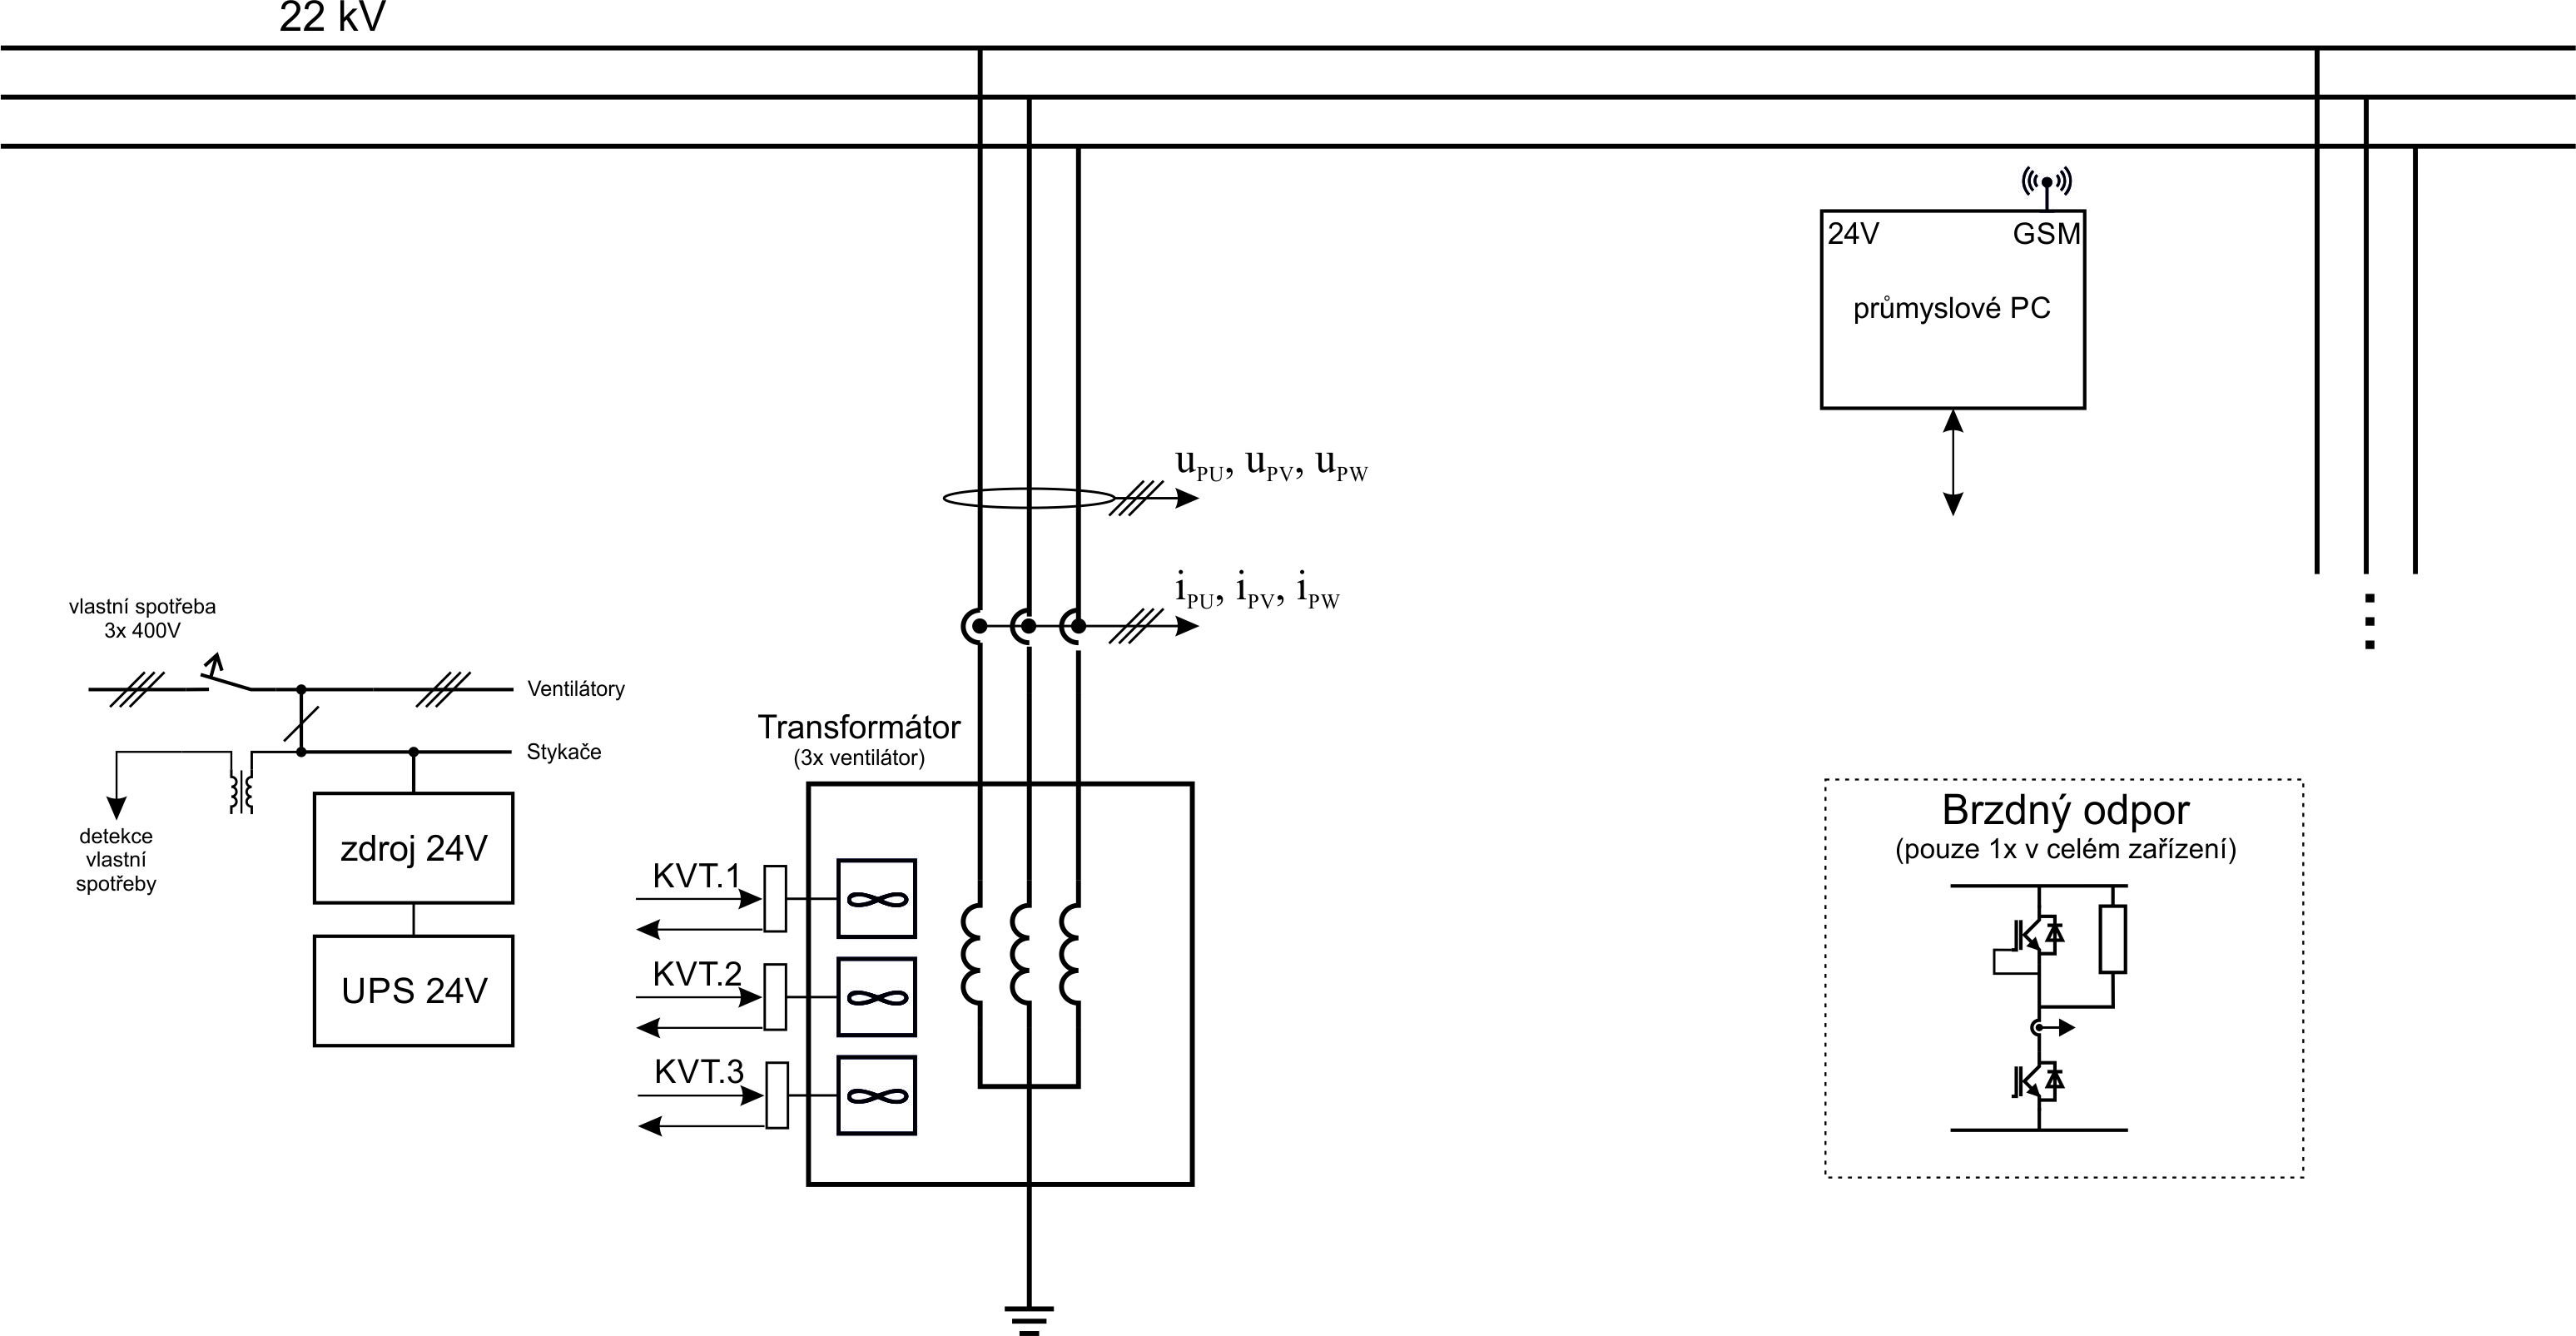 22 kV
24V GSM
průmyslové PC
uPU, uPV, uPW
iPU, iPV, iPW
vlastní spotřeba
3x 400V
Ventilátory
Stykače
detekce
vlastní
spotřeby
zdroj 24V
UPS 24V
Transformátor
(3x ventilátor)
KVT.1
KVT.2
KVT.3
Brzdný odpor
(pouze 1x v celém zařízení)